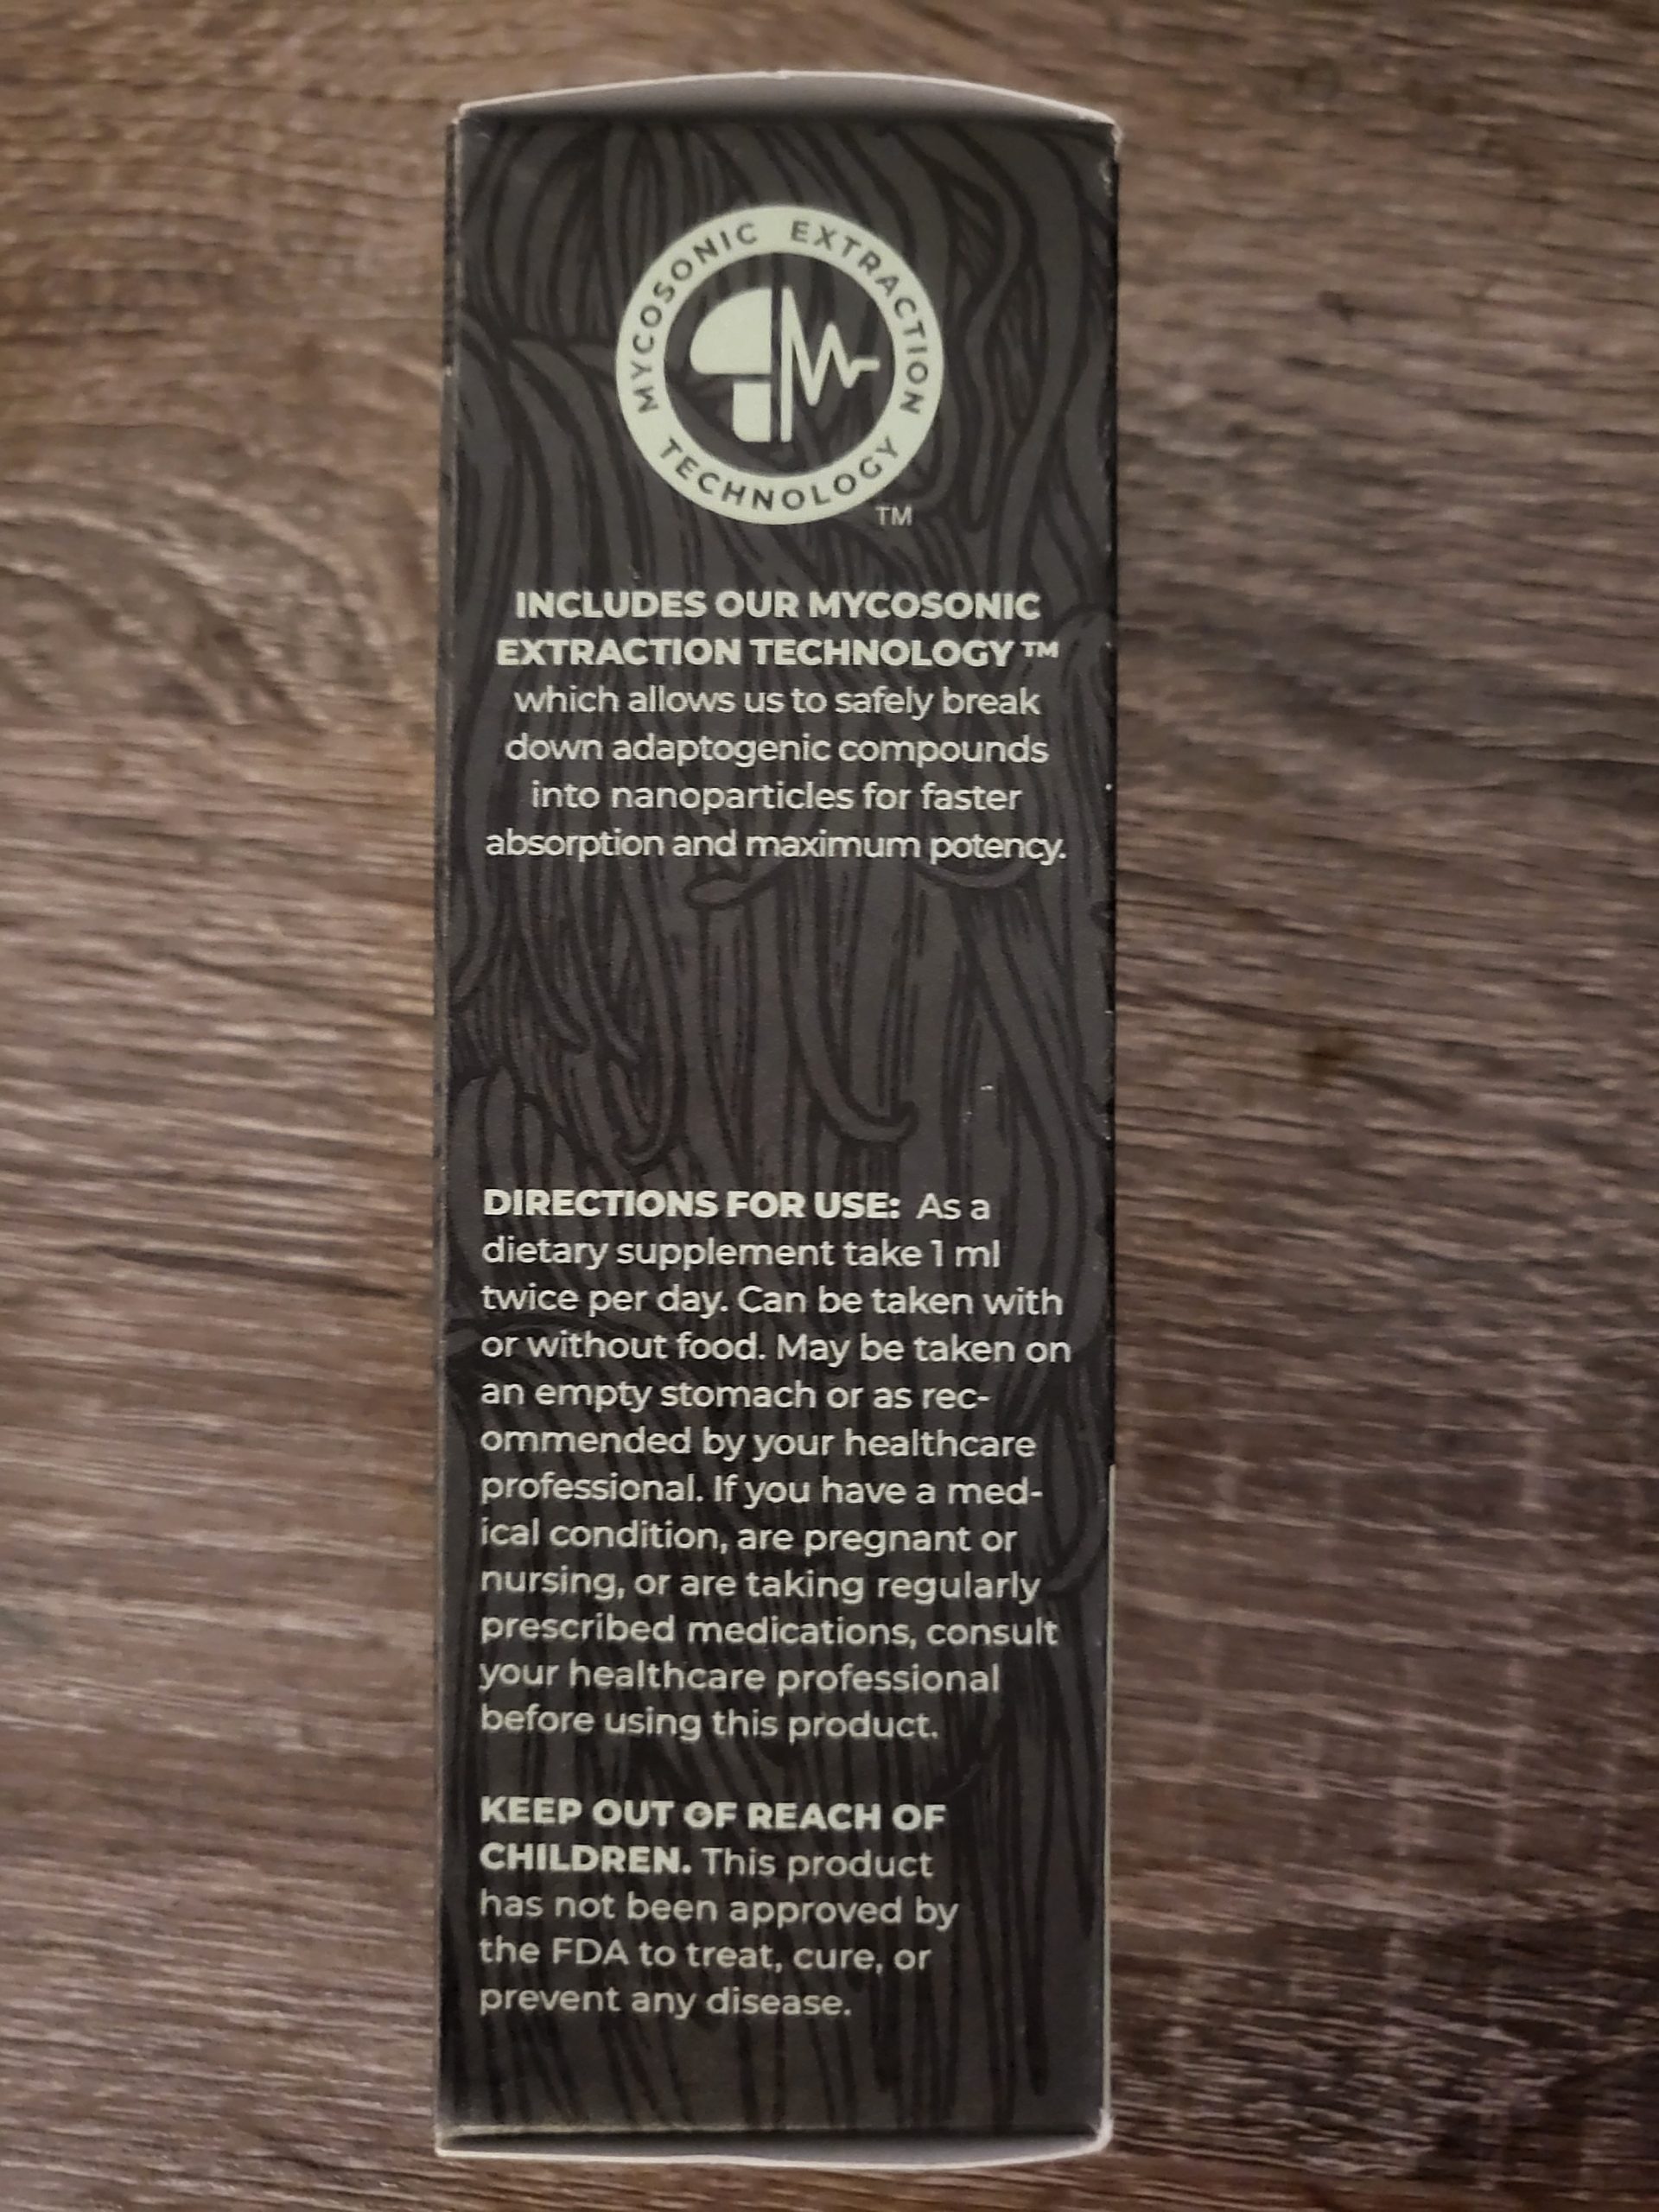 MYCOSONIC EXTRACTION
TECHNOLOGY
TM
INCLUDES OUR MYCOSONIC
EXTRACTION TECHNOLOGY ™
which allows us to safely break
down adaptogenic compounds
into nanoparticles for faster
absorption and maximum potency.
DIRECTIONS FOR USE: As a
dietary supplement take 1 ml
twice per day. Can be taken with
or without food. May be taken on
an empty stomach or as rec-
ommended by your healthcare
professional. If you have a med-
ical condition, are pregnant or
nursing, or are taking regularly
prescribed medications, consult
your healthcare professional
before using this product.
KEEP OUT OF REACH OF
CHILDREN. This product
has not been approved by
the FDA to treat, cure, or
prevent any disease.